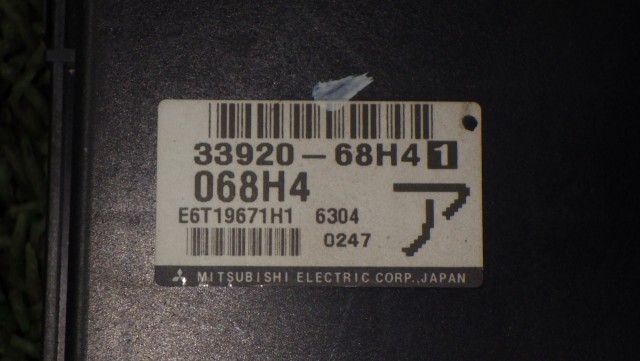 33920-68H4 1
068H4
ア
E6T19671H1 6304
0247
MITSUBISHI ELECTRIC CORP., JAPAN